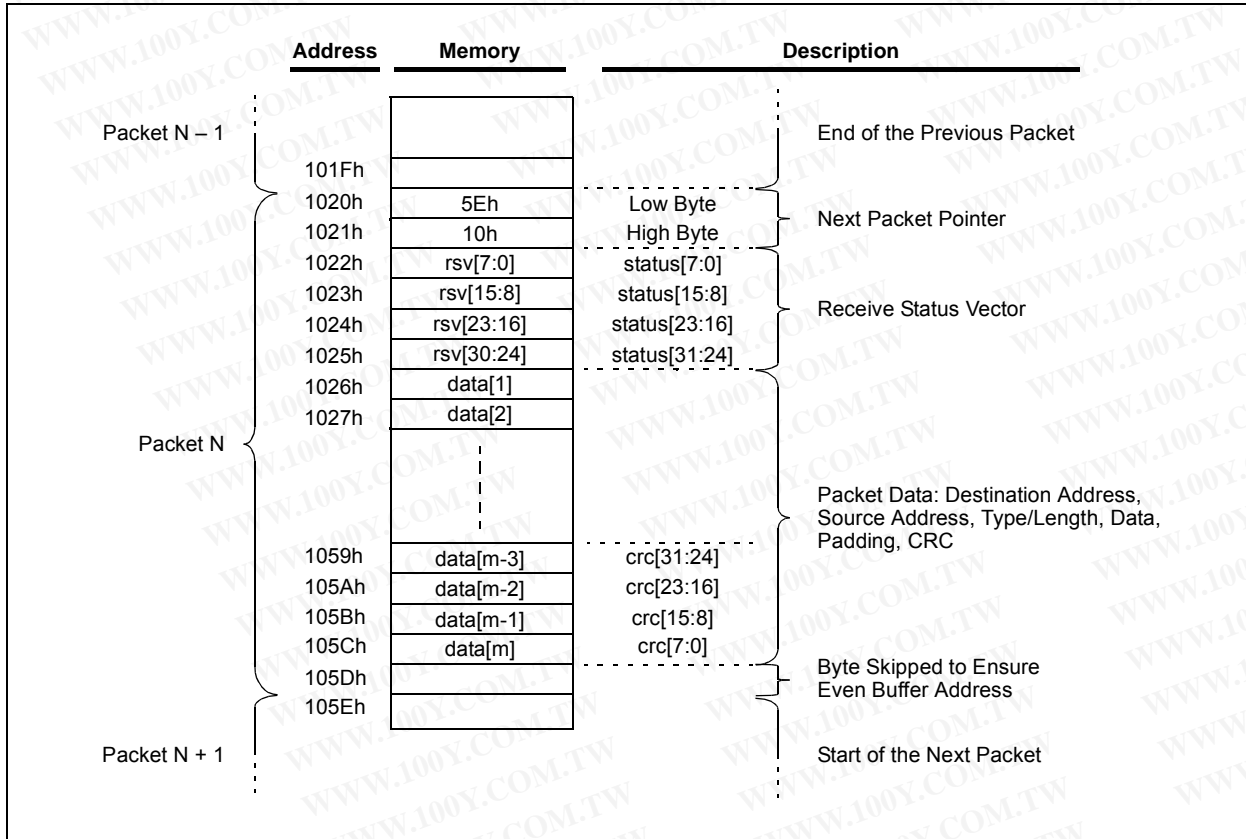 Address Memory Description
Packet N – 1 End of the Previous Packet
101Fh
1020h 5Eh Low Byte
Next Packet Pointer
1021h 10h High Byte
1022h rsv[7:0] status[7:0]
1023h rsv[15:8] status[15:8]
Receive Status Vector
1024h rsv[23:16] status[23:16]
1025h rsv[30:24] status[31:24]
1026h data[1]
1027h data[2]
Packet N
Packet Data: Destination Address,
Source Address, Type/Length, Data,
Padding, CRC
1059h data[m-3] crc[31:24]
105Ah data[m-2] crc[23:16]
105Bh data[m-1] crc[15:8]
105Ch data[m] crc[7:0]
Byte Skipped to Ensure
Even Buffer Address
105Dh
105Eh
Packet N + 1 Start of the Next Packet
WWW.100Y.COM.TW